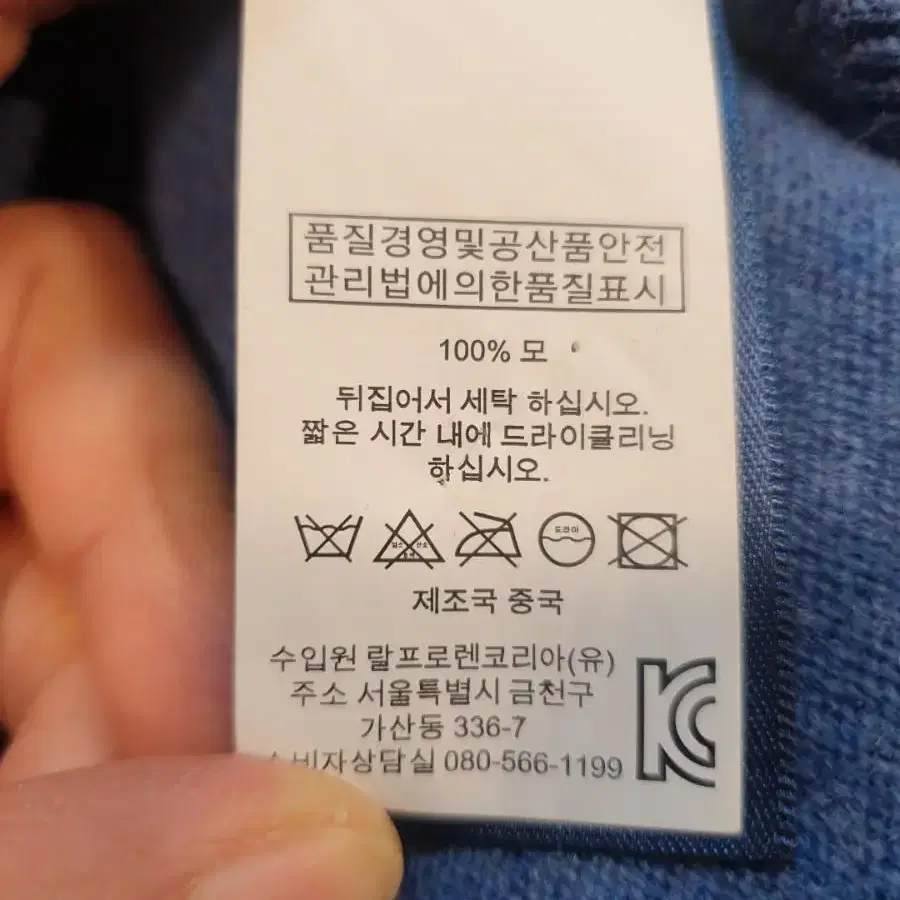 품질경영및공산품안전
관리법에의한품질표시
100% 모
뒤집어서 세탁 하십시오.
짧은 시간 내에 드라이클리닝
하십시오.
드라이
제조국 중국
수입원 랄프로렌코리아(유)
주소 서울특별시 금천구
가산동 336-7
소비자상담실 080-566-1199